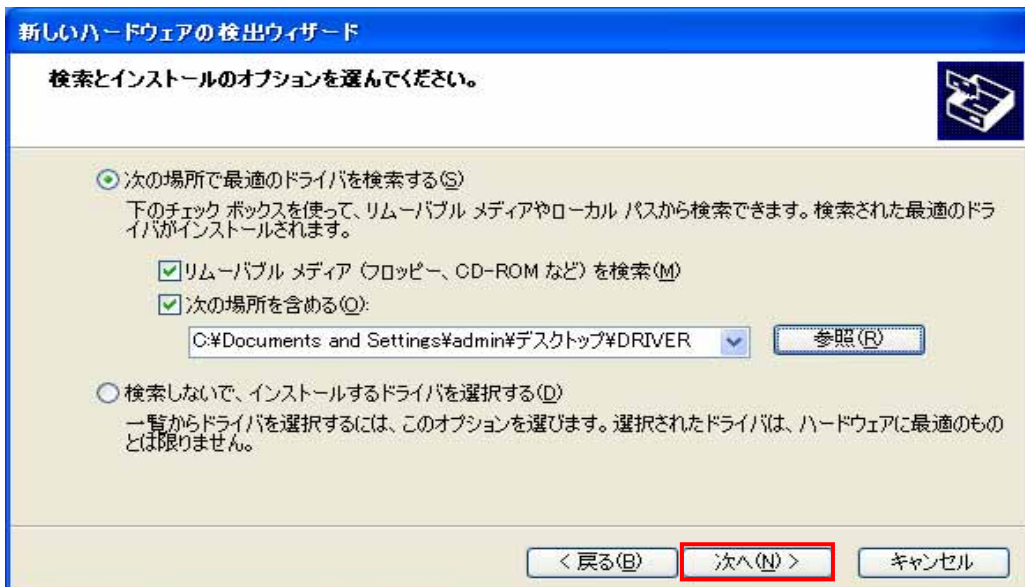 新しいハードウェアの検出ウィザード
検索とインストールのオプションを選んでください。
次の場所で最適のドライバを検索する(S)
下のチェック ボックスを使って、リムーバブル メディアやローカル パスから検索できます。検索された最適のドラ
イバがインストールされます。
リムーバブル メディア (フロッピー、CD-ROM など) を検索(M)
次の場所を含める(O):
C:¥Documents and Settings¥admin¥デスクトップ¥DRIVER
参照(R)
検索しないで、インストールするドライバを選択する(D)
一覧からドライバを選択するには、このオプションを選びます。選択されたドライバは、ハードウェアに最適のもの
とは限りません。
< 戻る(B) 次へ(N) > キャンセル